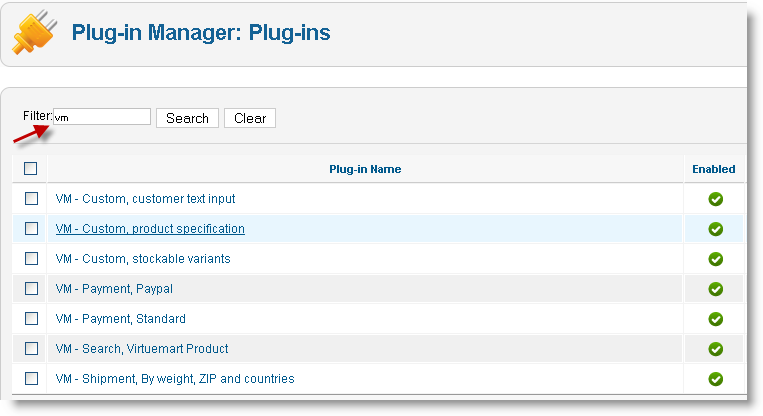 Plug-in Manager: Plug-ins
Filter: vm Search Clear
Plug-in Name Enabled
VM - Custom, customer text input
VM - Custom, product specification
VM - Custom, stockable variants
VM - Payment, Paypal
VM - Payment, Standard
VM - Search, Virtuemart Product
VM - Shipment, By weight, ZIP and countries